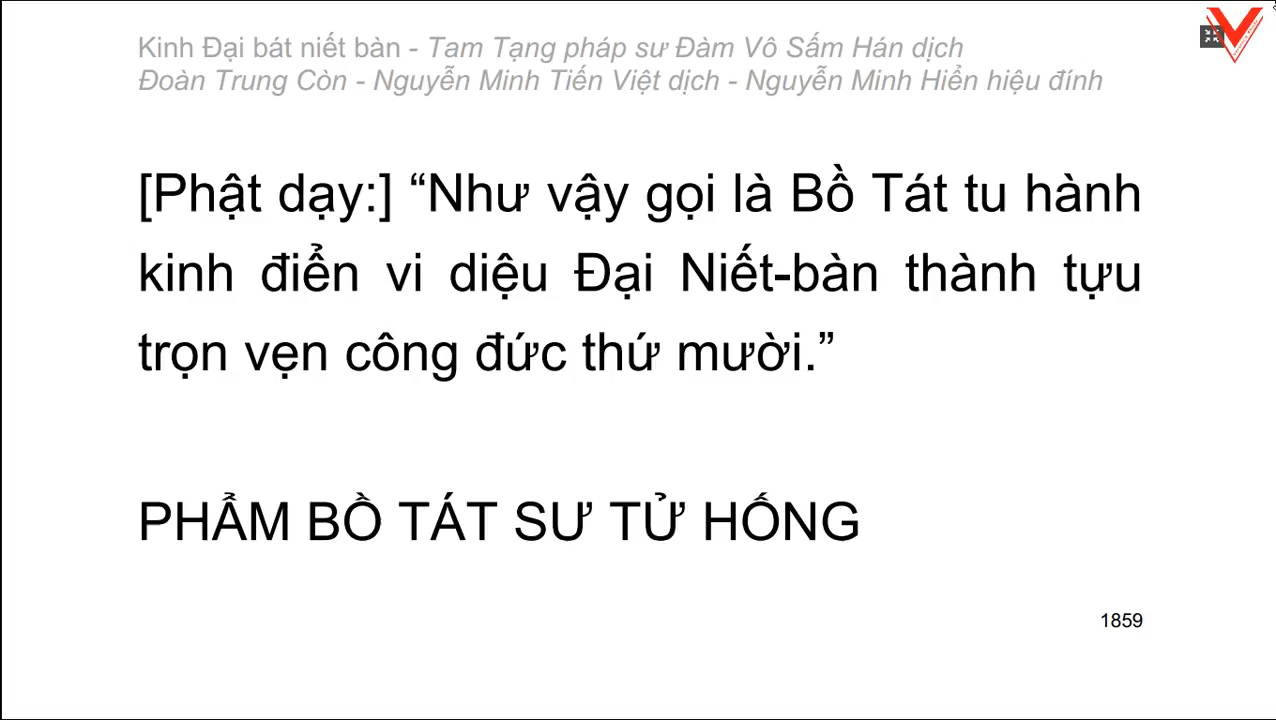 Kinh Đại bát niết bàn - Tam Tạng pháp sư Đàm Vô Sấm Hán dịch
Đoàn Trung Còn - Nguyễn Minh Tiến Việt dịch - Nguyễn Minh Hiển hiệu đính
[Phật dạy:] “Như vậy gọi là Bồ Tát tu hành
kinh điển vi diệu Đại Niết-bàn thành tựu
trọn vẹn công đức thứ mười.”
PHẨM BỒ TÁT SƯ TỬ HỐNG
1859